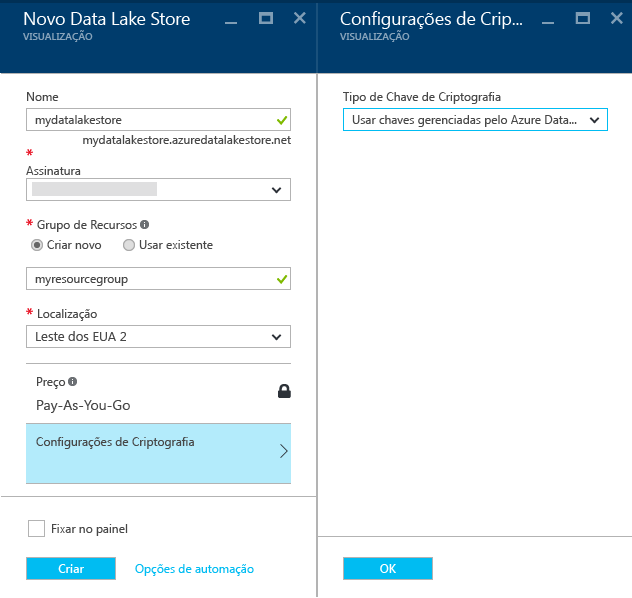 Novo Data Lake Store
VISUALIZAÇÃO
Nome
mydatalakestore
mydatalakestore.azuredatalakestore.net
*
Assinatura
* Grupo de Recursos
Criar novo
Usar existente
myresourcegroup
* Localização
Leste dos EUA 2
Preço
Pay-As-You-Go
Configurações de Criptografia
Fixar no painel
Criar
Opções de automação
Configurações de Crip...
VISUALIZAÇÃO
Tipo de Chave de Criptografia
Usar chaves gerenciadas pelo Azure Data...
OK